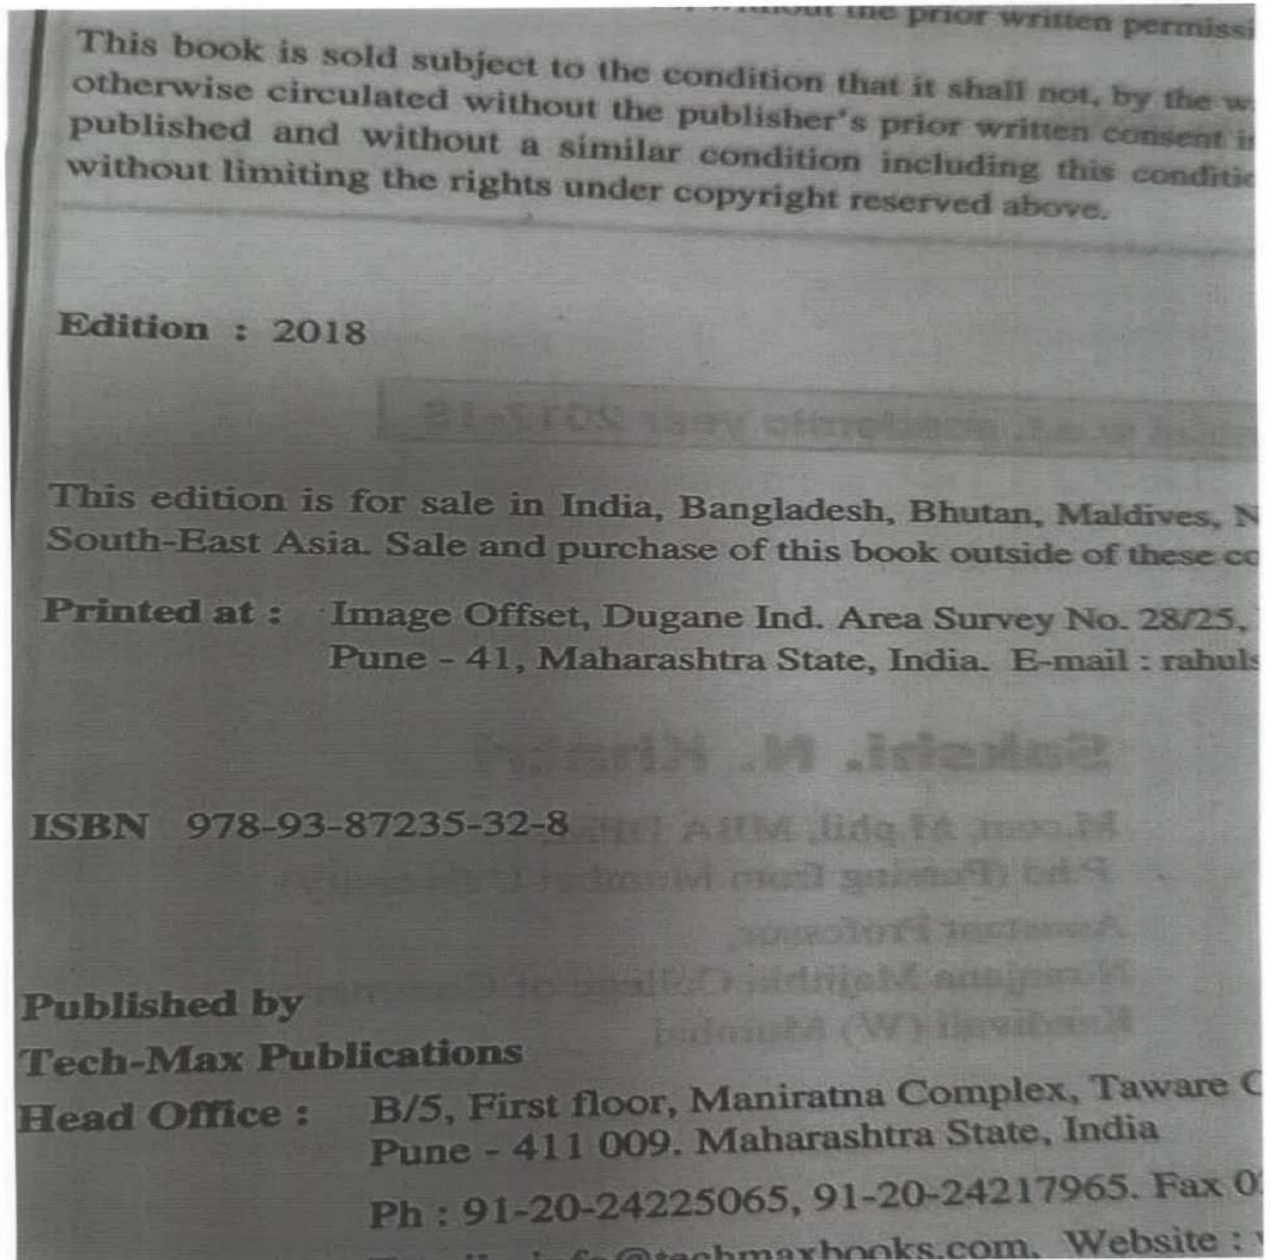 the prior written
This book is sold subject to the condition that it shall not, by the
otherwise circulated without the publisher's prior written consent
published and without a similar condition including this
without limiting the rights under copyright reserved above.
Edition : 2018
This edition is for sale in India, Bangladesh, Bhutan, Maldives,
South-East Asia. Sale and purchase of this book outside of these
Printed at : Image Offset, Dugane Ind. Area Survey No. 28/25,
Pune - 41, Maharashtra State, India. E-mail :
ISBN 978-93-87235-32-8
Published by
Tech-Max Publications
Head Office : B/5, First floor, Maniratna Complex, Taware
Pune - 411 009. Maharashtra State, India
Ph : 91-20-24225065, 91-20-24217965. Fax
Website :